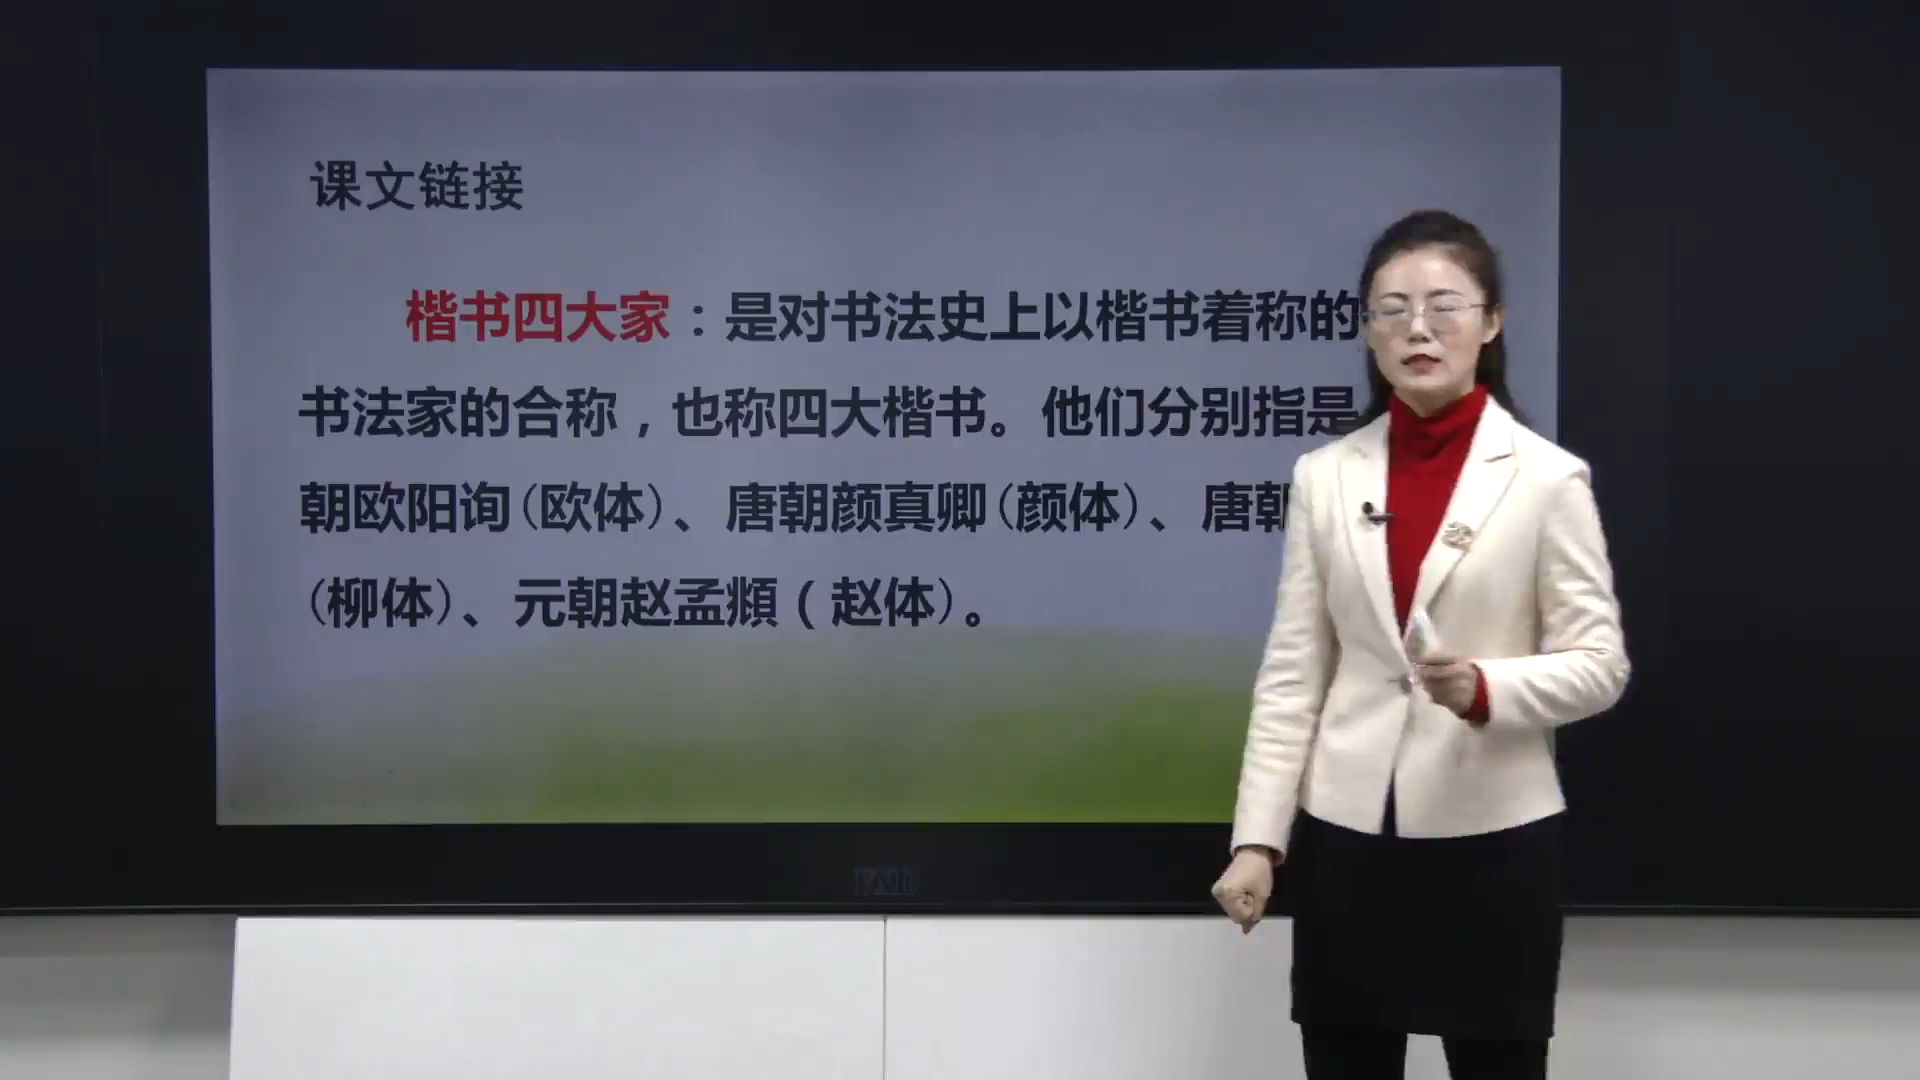 课文链接
楷书四大家：是对书法史上以楷书着称的
书法家的合称，也称四大楷书。他们分别指是
朝欧阳询(欧体)、唐朝颜真卿(颜体)、唐朝
(柳体)、元朝赵孟頫（赵体)。